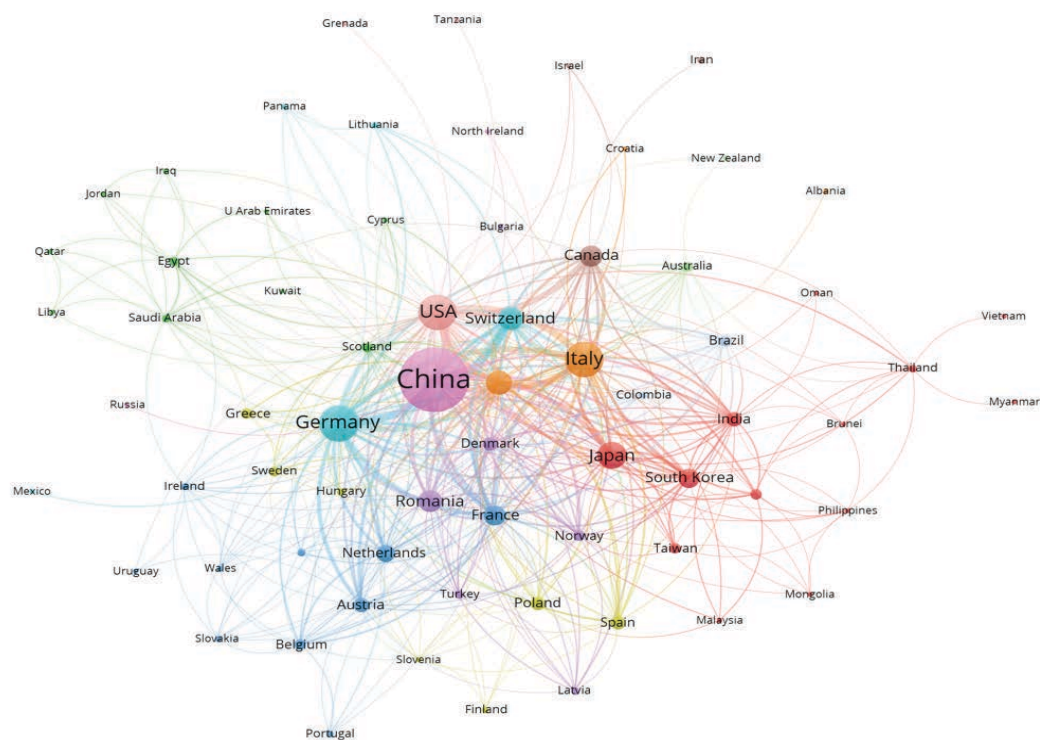 Grenada
Tanzania
Israel
Iran
Panama
Lithuania
North Ireland
Croatia
New Zealand
Iraq
Jordan
Albania
U Arab Emirates
Cyprus
Bulgaria
Qatar
Egypt
Canada
Australia
Kuwait
Oman
Libya
Saudi Arabia
USA
Switzerland
Vietnam
Scotland
Brazil
Italy
Thailand
China
Colombia
Myanmar
Russia
Greece
Germany
India
Brunei
Denmark
Japan
Sweden
South Korea
Mexico
Ireland
Hungary
Romania
France
Philippines
Norway
Netherlands
Taiwan
Uruguay
Wales
Turkey
Mongolia
Austria
Poland
Spain
Malaysia
Slovakia
Belgium
Slovenia
Latvia
Finland
Portugal